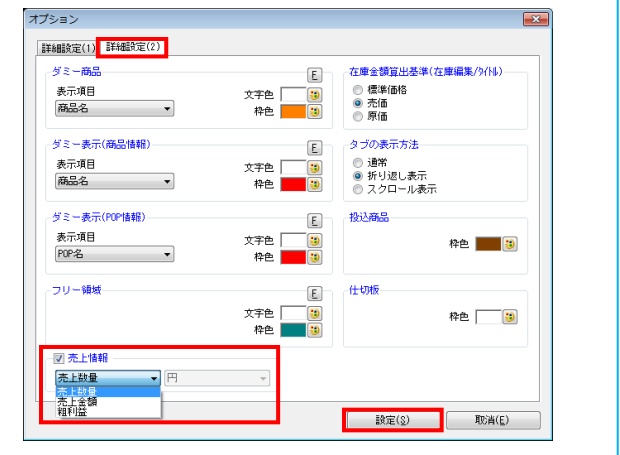 オプション
詳細設定(1) 詳細設定(2)
ダミー商品
F
表示項目
商品名
文字色
枠色
在庫金額算出基準(在庫編集/タイトル)
標準価格
売価
原価
ダミー表示(商品情報)
F
表示項目
商品名
文字色
枠色
タブの表示方法
通常
折り返し表示
スクロール表示
ダミー表示(POP情報)
F
表示項目
POP名
文字色
枠色
投込商品
枠色
フリー領域
F
文字色
枠色
仕切板
枠色
売上情報
売上数量 円
売上数量
売上金額
粗利益
設定(S) 取消(E)